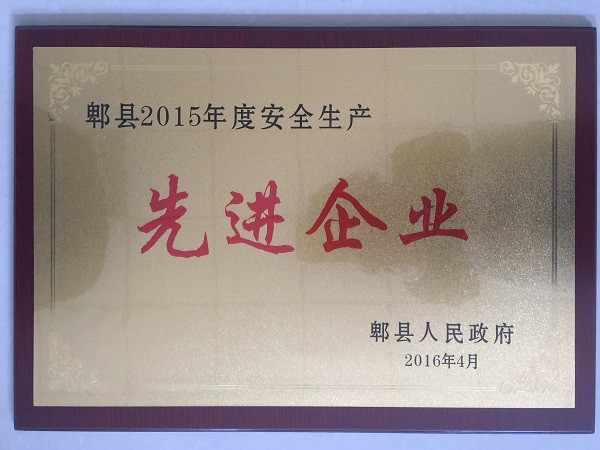 郫县2015年度安全生产
先进企业
郫县人民政府
2016年4月